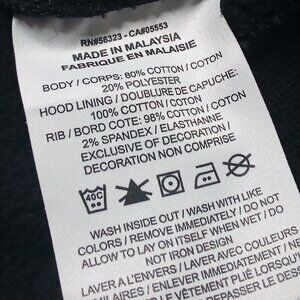 RN#56323 - CA#05553
MADE IN MALAYSIA
FABRIQUE EN MALAISIE
BODY / CORPS: 80% COTTON / COTON
20% POLYESTER
HOOD LINING / DOUBLURE DE CAPUCHE:
100% COTTON / COTON
RIB / BORD COTE: 98% COTTON / COTON
2% SPANDEX / ELASTHANNE
EXCLUSIVE OF DECORATION /
DECORATION NON COMPRISE
40C
WASH INSIDE OUT / WASH WITH LIKE
COLORS / REMOVE IMMEDIATELY / DO NOT
ALLOW TO LAY ON ITSELF WHEN WET / DO
NOT IRON DESIGN
LAVER A L'ENVERS / LAVER AVEC COULEURS